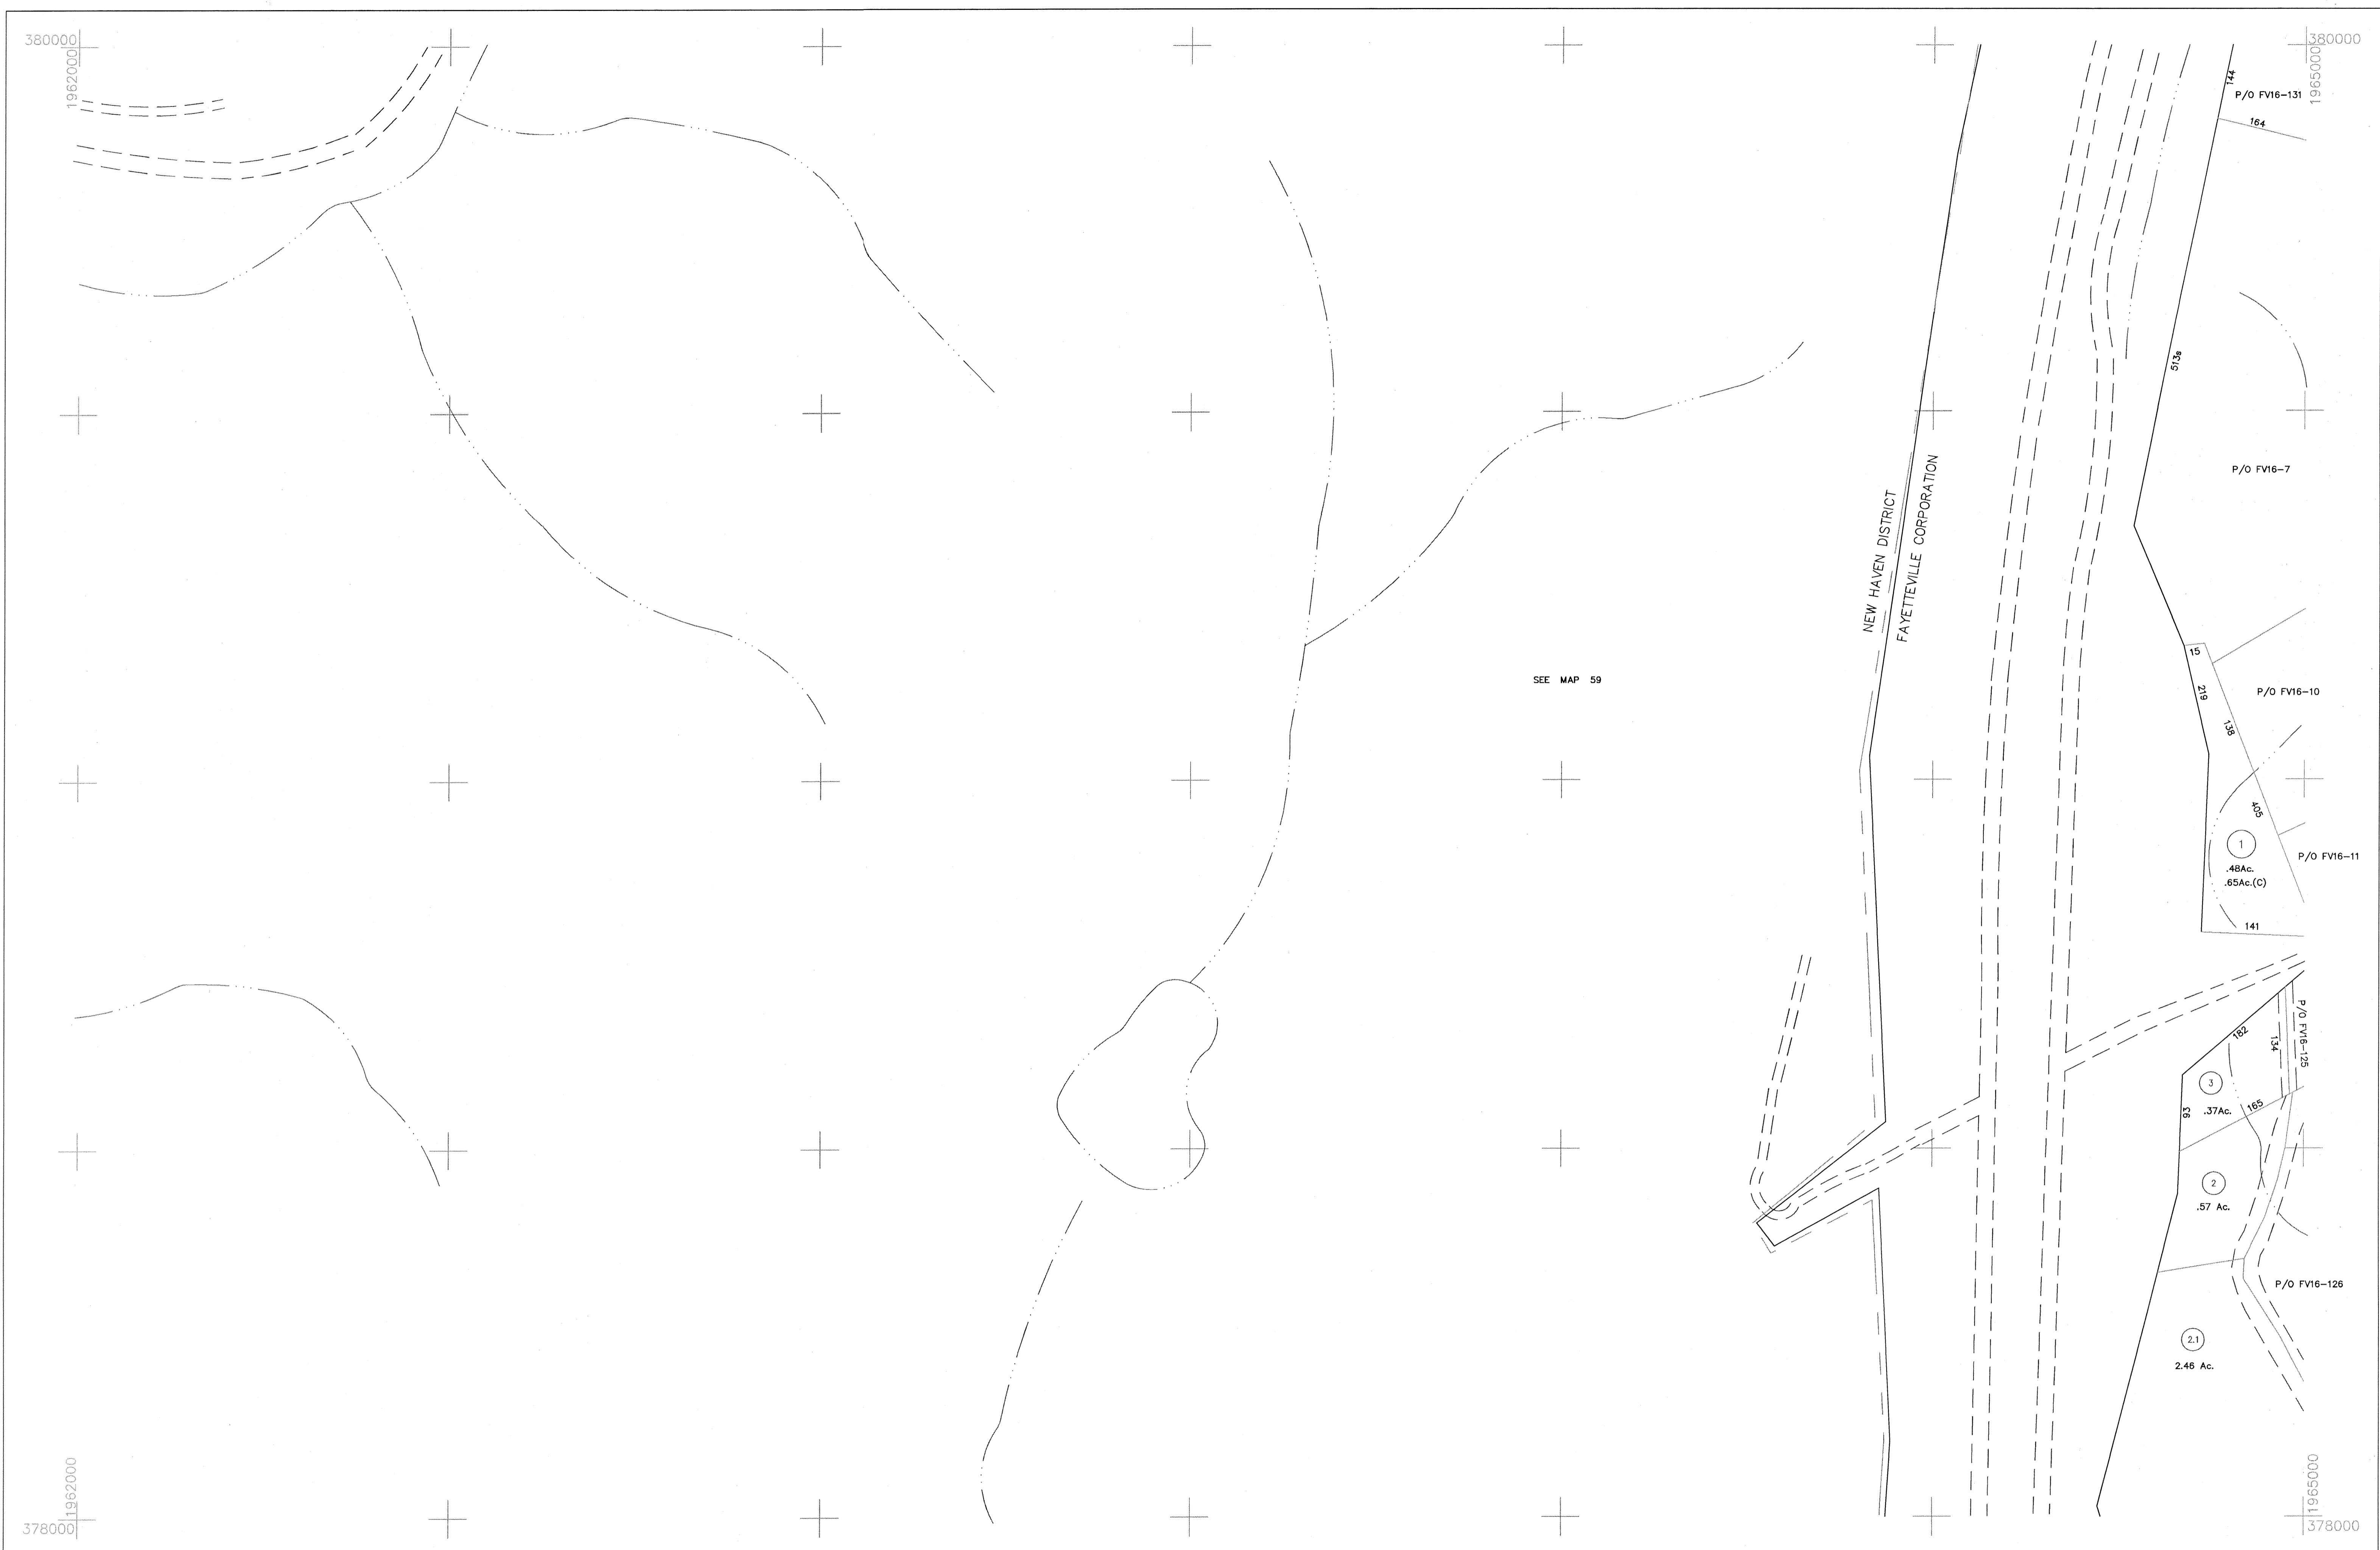 380000
1962000
380000
1965000
144
P/O FV16-131
164
513s
P/O FV16-7
NEW HAVEN DISTRICT
FAYETTEVILLE CORPORATION
SEE MAP 59
15
219
P/O FV16-10
138
405
1
.48Ac.
.65Ac.(C)
P/O FV16-11
141
P/O FV16-125
182
134
3
.37Ac.
93
165
2
.57 Ac.
P/O FV16-126
2.1
2.46 Ac.
1962000
378000
1965000
378000